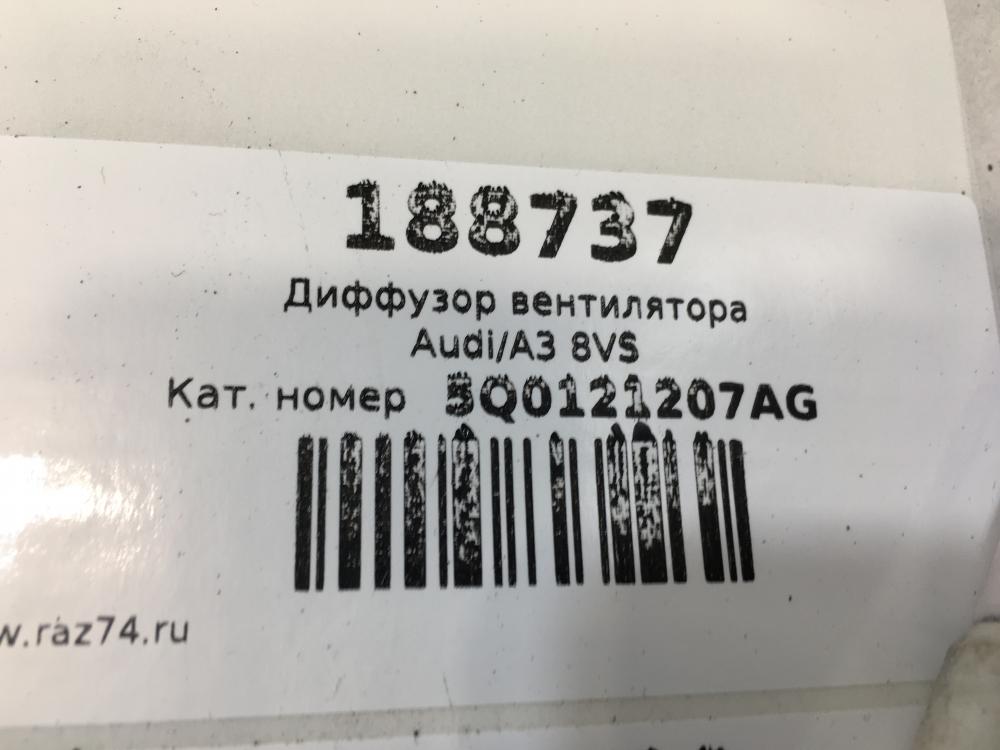 188737
Диффузор вентилятора
Audi/A3 8VS
Кат. номер 5Q0121207AG
w.raz74.ru